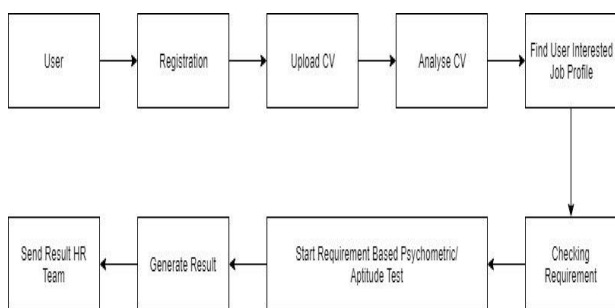 User
Registration
Upload CV
Analyse CV
Find User Interested
Job Profile
Checking
Requirement
Start Requirement Based Psychometric/
Aptitude Test
Generate Result
Send Result HR
Team